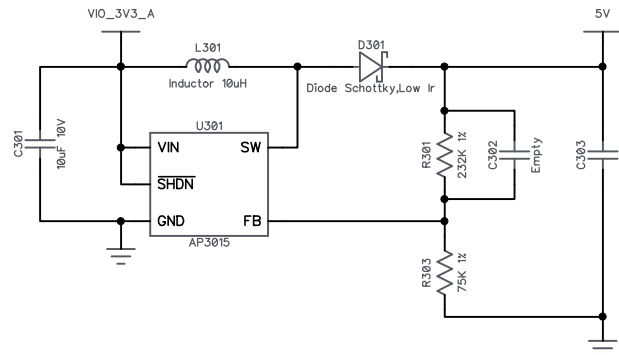 VIO_3V3_A
5V
L301
Inductor 10uH
D301
Diode Schottky,Low Ir
C301
10uF 10V
U301
VIN
SW
SHDN
GND
FB
AP3015
R301
232K 1%
C302
Empty
C303
R303
75K 1%